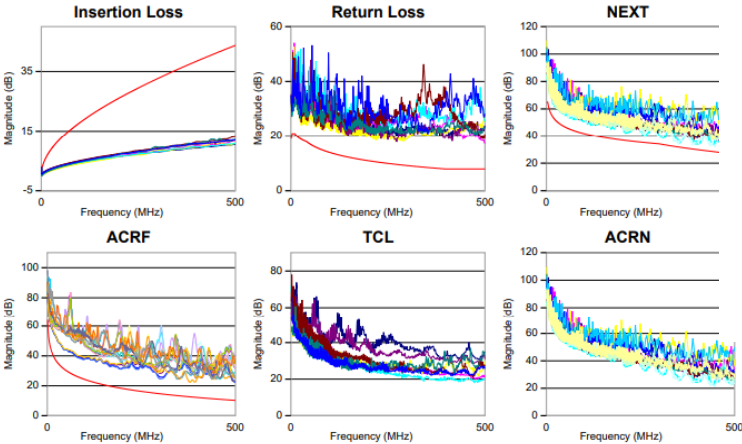 Insertion Loss
Magnitude (dB)
35
15
-5
0
500
Frequency (MHz)
Return Loss
Magnitude (dB)
60
40
20
0
0
500
Frequency (MHz)
NEXT
Magnitude (dB)
120
100
80
60
40
20
0
0
500
Frequency (MHz)
ACRF
Magnitude (dB)
100
80
60
40
20
0
0
500
Frequency (MHz)
TCL
Magnitude (dB)
100
80
60
40
20
0
0
500
Frequency (MHz)
ACRN
Magnitude (dB)
120
100
80
60
40
20
0
0
500
Frequency (MHz)